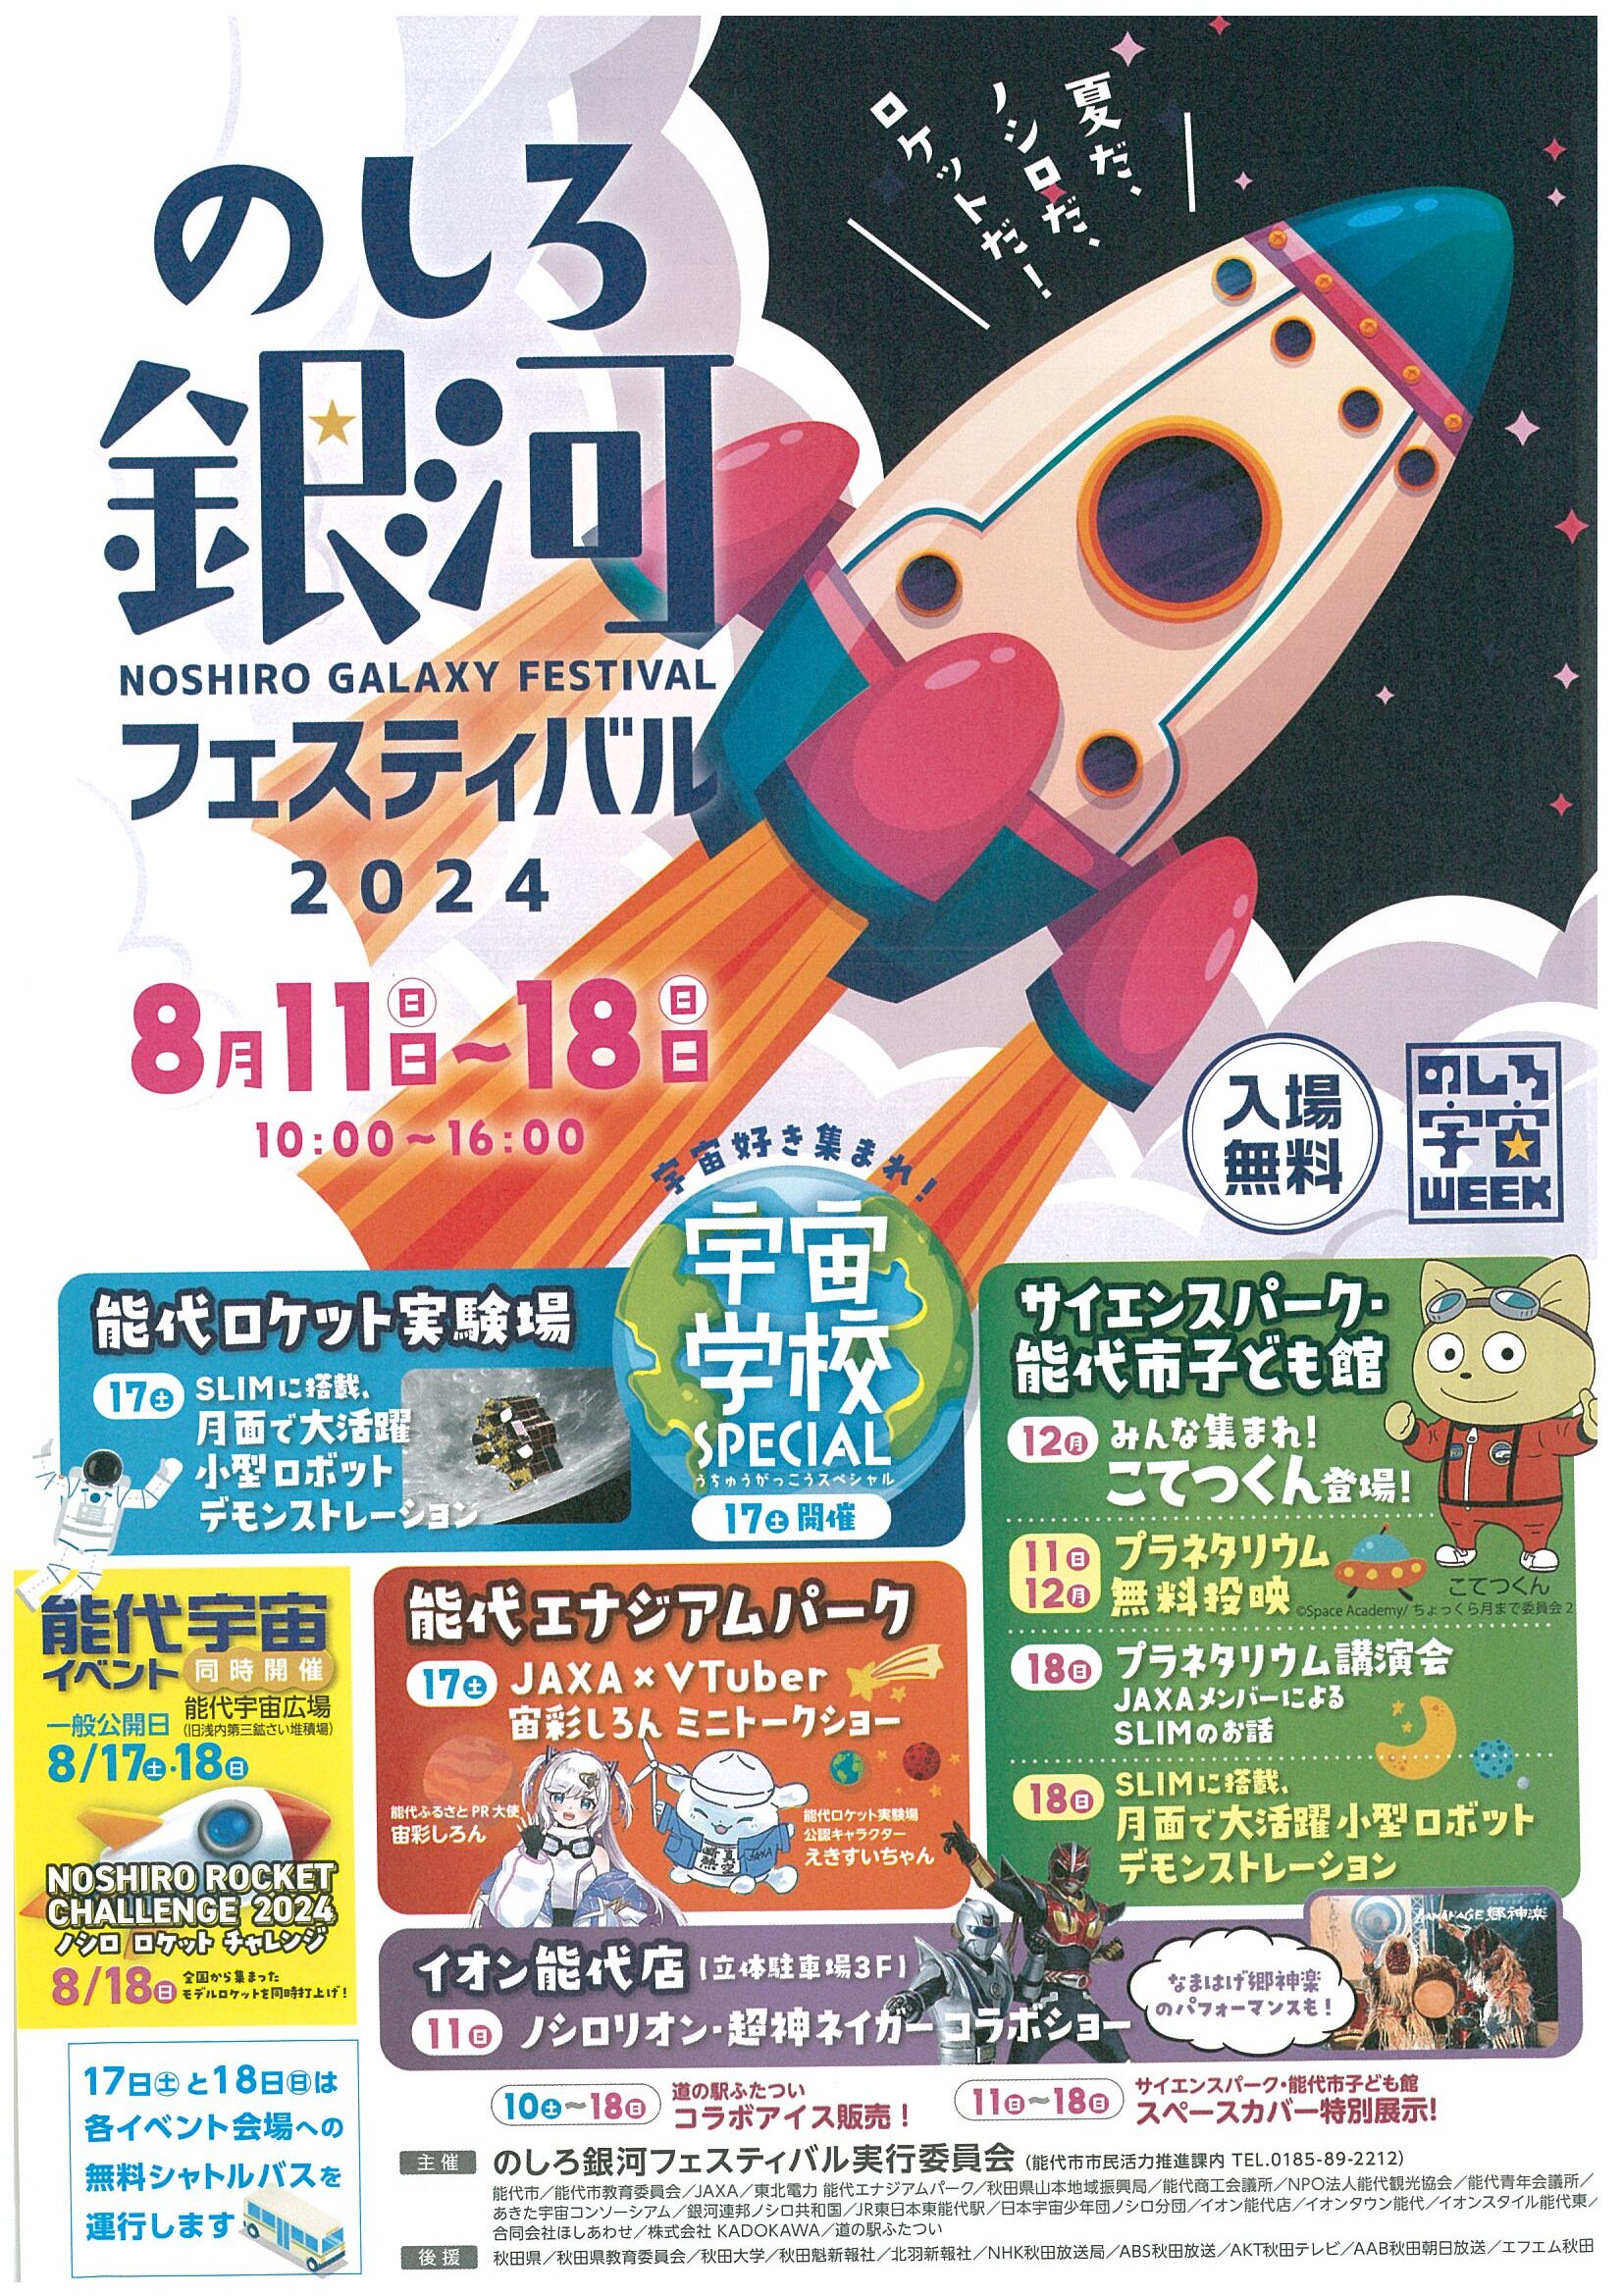 夏だ、
ノシロだ、
ロケットだ!
のしろ
銀河
NOSHIRO GALAXY FESTIVAL
フェスティバル
2024
8月11日㊐～18日㊐
10:00～16:00
入場
無料
のしろ
宇宙
WEEK
宇宙好き集まれ!
宇宙
学校
SPECIAL
うちゅうがっこうスペシャル
17㊏開催
能代ロケット実験場
17㊏
SLIMに搭載、
月面で大活躍
小型ロボット
デモンストレーション
サイエンスパーク・
能代市子ども館
12㊊
みんな集まれ!
こてつくん登場!
11㊐
12㊊
プラネタリウム
無料投映
こてつくん
©Space Academy/ ちょっくら月まで委員会 2
18㊐
プラネタリウム講演会
JAXAメンバーによる
SLIMのお話
18㊐
SLIMに搭載、
月面で大活躍小型ロボット
デモンストレーション
能代宇宙
イベント 同時開催
一般公開日
能代宇宙広場
(旧浅内第三鉱さい堆積場)
8/17㊏・18㊐
NOSHIRO ROCKET
CHALLENGE 2024
ノシロ ロケット チャレンジ
8/18㊐
全国から集まった
モデルロケットを同時打上げ!
能代エナジアムパーク
17㊏
JAXA×VTuber
宙彩しろん ミニトークショー
能代ふるさとPR大使
宙彩しろん
能代ロケット実験場
公認キャラクター
えきすいちゃん
JAXA
イオン能代店(立体駐車場3F)
11㊐ ノシロリオン・超神ネイガー コラボショー
なまはげ郷神楽
のパフォーマンスも!
NAMAHAGE郷神楽
17日㊏と18日㊐は
各イベント会場への
無料シャトルバスを
運行します
10㊏～18㊐
道の駅ふたつい
コラボアイス販売!
11㊐～18㊐
サイエンスパーク・能代市子ども館
スペースカバー特別展示!
主催 のしろ銀河フェスティバル実行委員会(能代市市民活力推進課内 TEL.0185-89-2212)
能代市／能代市教育委員会／JAXA／東北電力 能代エナジアムパーク／秋田県山本地域振興局／能代商工会議所／NPO法人能代観光協会／能代青年会議所／
あきた宇宙コンソーシアム／銀河連邦ノシロ共和国／JR東日本東能代駅／日本宇宙少年団ノシロ分団／イオン能代店／イオンタウン能代／イオンスタイル能代東／
合同会社ほしあわせ／株式会社 KADOKAWA／道の駅ふたつい
後援 秋田県／秋田県教育委員会／秋田大学／秋田魁新報社／北羽新報社／NHK秋田放送局／ABS秋田放送／AKT秋田テレビ／AAB秋田朝日放送／エフエム秋田